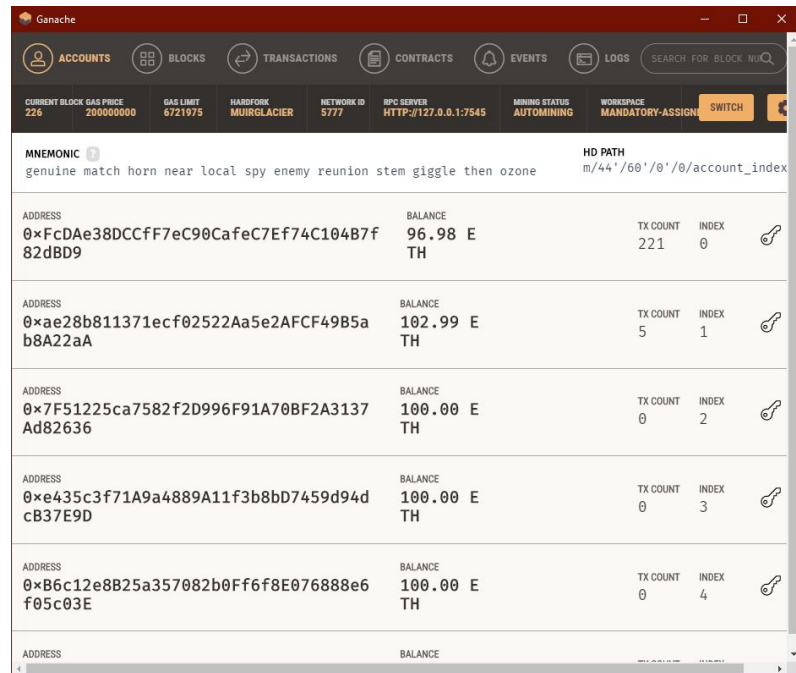 Ganache
ACCOUNTS BLOCKS TRANSACTIONS CONTRACTS EVENTS LOGS SEARCH FOR BLOCK NU
CURRENT BLOCK GAS PRICE GAS LIMIT HARDFORK NETWORK ID RPC SERVER MINING STATUS WORKSPACE SWITCH
226 200000000 6721975 MUIRGLACIER 5777 HTTP://127.0.0.1:7545 AUTOMINING MANDATORY-ASSIGN
MNEMONIC ? HD PATH
genuine match horn near local spy enemy reunion stem giggle then ozone m/44'/60'/0'/0/account_index
ADDRESS BALANCE TX COUNT INDEX
0×FcDAe38DCCfF7eC90CafeC7Ef74C104B7f 96.98 E 221 0
82dBD9 TH
ADDRESS BALANCE TX COUNT INDEX
0×ae28b811371ecf02522Aa5e2AFCF49B5a 102.99 E 5 1
b8A22aA TH
ADDRESS BALANCE TX COUNT INDEX
0×7F51225ca7582f2D996F91A70BF2A3137 100.00 E 0 2
Ad82636 TH
ADDRESS BALANCE TX COUNT INDEX
0×e435c3f71A9a4889A11f3b8bD7459d94d 100.00 E 0 3
cB37E9D TH
ADDRESS BALANCE TX COUNT INDEX
0×B6c12e8B25a357082b0Ff6f8E076888e6 100.00 E 0 4
f05c03E TH
ADDRESS BALANCE